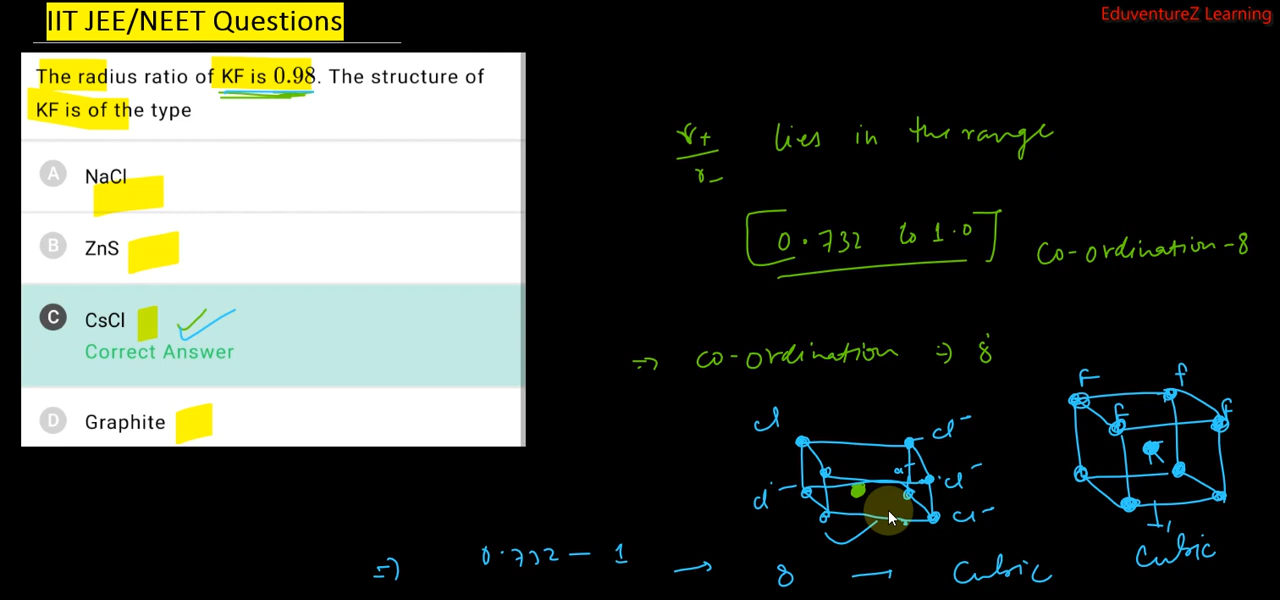 IIT JEE/NEET Questions
EduventureZ Learning
The radius ratio of KF is 0.98. The structure of
KF is of the type
A NaCl
B ZnS
C CsCl
Correct Answer
D Graphite
r+
r-
lies in the range
[0.732 to 1.0]
Co-ordination-8
=> co-ordination => 8
F f
F f
K
Cubic
cl cl-
cl-
cl- cl-
=> 0.732 - 1 → 8 → Cubic